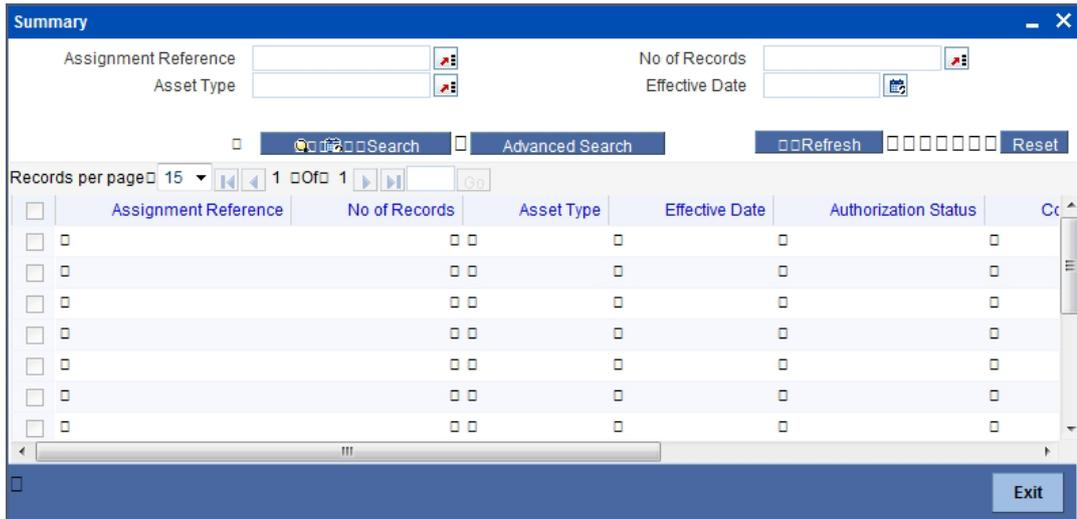 Summary
Assignment Reference
No of Records
Asset Type
Effective Date
Search Advanced Search Refresh Reset
Records per page 15 1 Of 1 Go
Assignment Reference No of Records Asset Type Effective Date Authorization Status Co
Exit